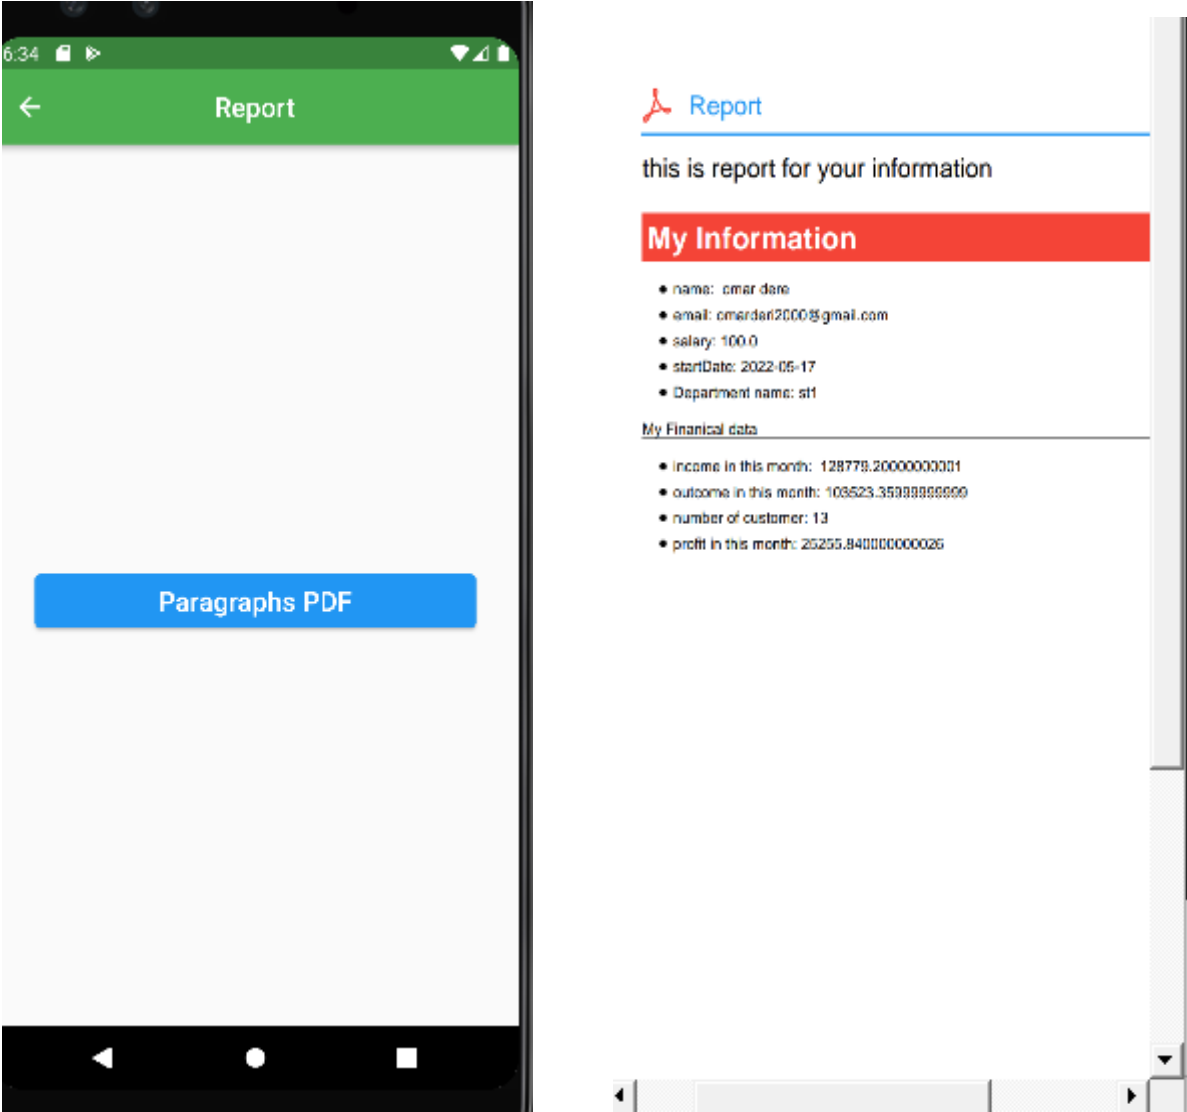 6:34
Report
Paragraphs PDF
Report
this is report for your information
My Information
name: omar dere
email: omarderi2000@gmail.com
salary: 100.0
startDate: 2022-05-17
Department name: st1
My Finanical data
income in this month: 128779.20000000001
outcome in this month: 103523.35999999999
number of customer: 13
profit in this month: 25255.840000000026